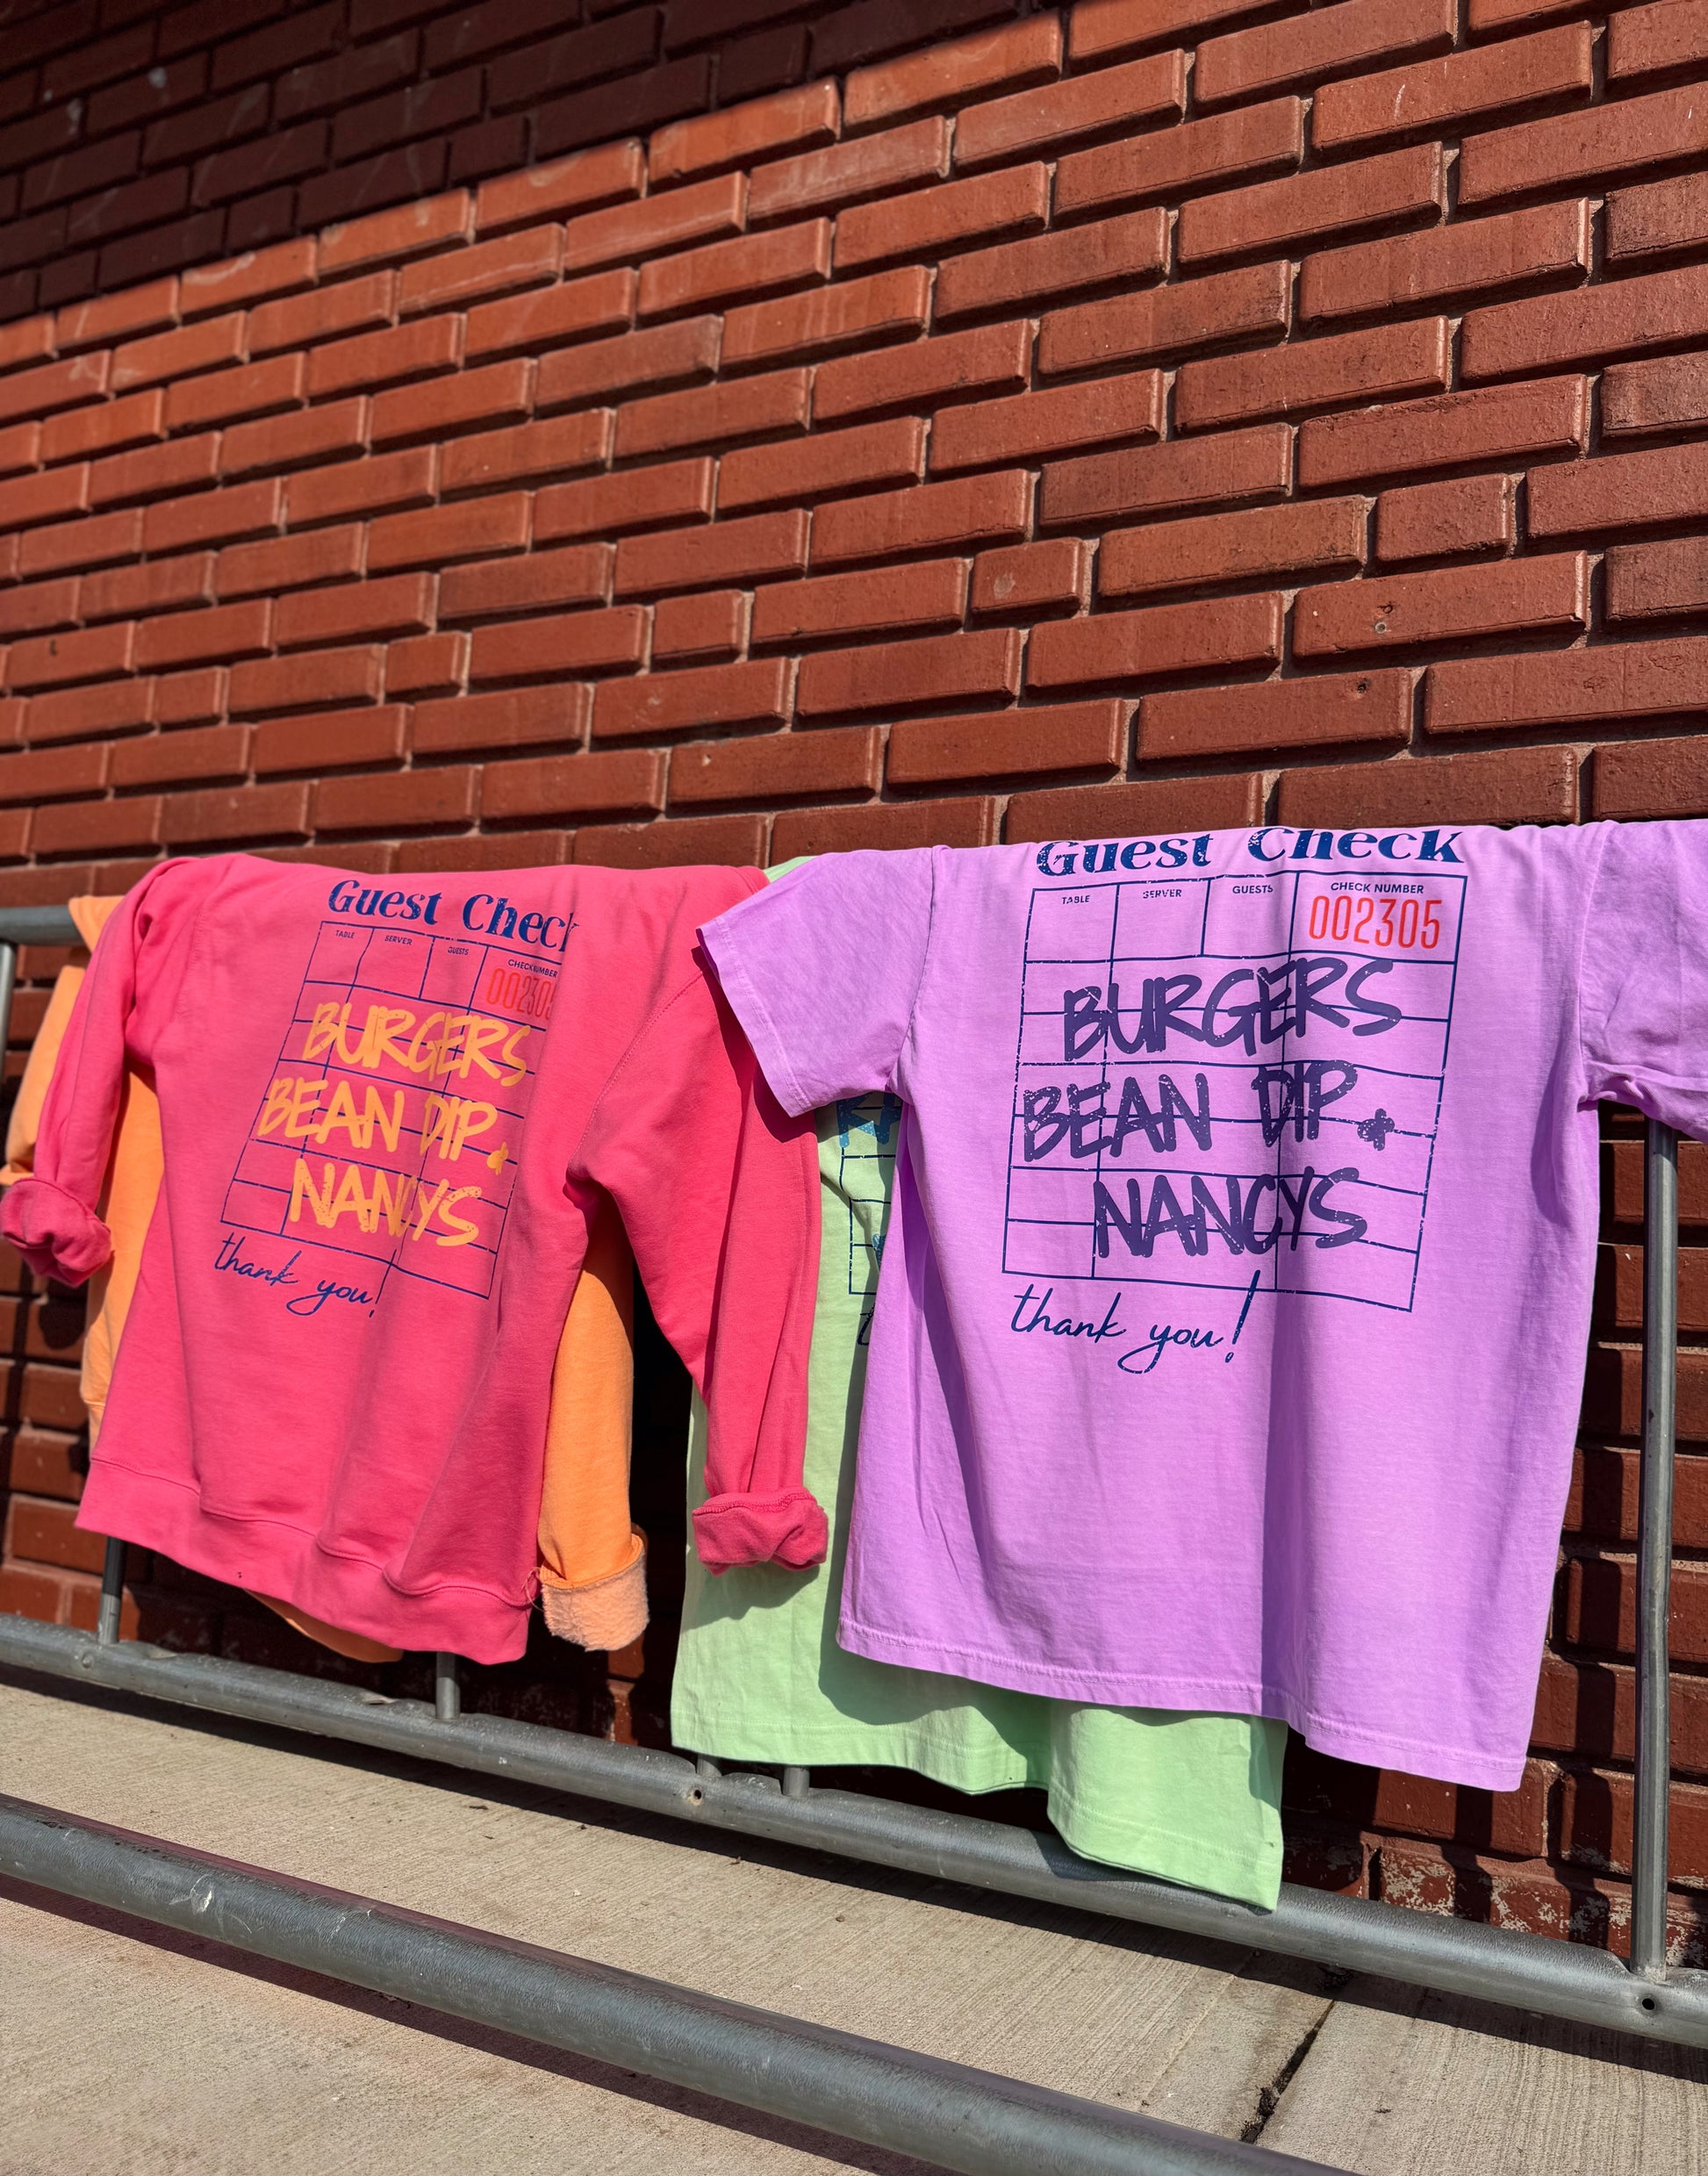 Guest Check
TABLE SERVER GUESTS CHECK NUMBER
002305
BURGERS
BEAN DIP +
NANCYS
thank you!
Guest Check
TABLE SERVER GUESTS CHECK NUMBER
002305
BURGERS
BEAN DIP +
NANCYS
thank you!